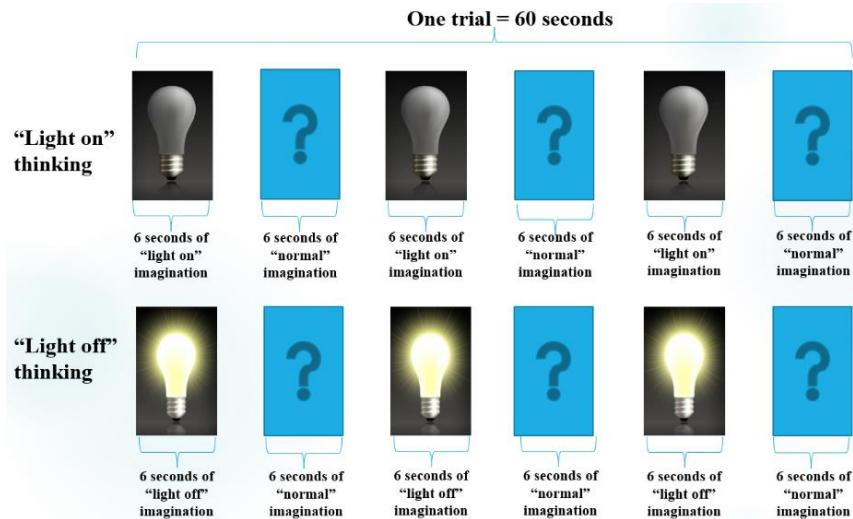 One trial = 60 seconds
“Light on”
thinking
?
?
?
6 seconds of
“light on”
imagination
6 seconds of
“normal”
imagination
6 seconds of
“light on”
imagination
6 seconds of
“normal”
imagination
6 seconds of
“light on”
imagination
6 seconds of
“normal”
imagination
“Light off”
thinking
?
?
?
6 seconds of
“light off”
imagination
6 seconds of
“normal”
imagination
6 seconds of
“light off”
imagination
6 seconds of
“normal”
imagination
6 seconds of
“light off”
imagination
6 seconds of
“normal”
imagination